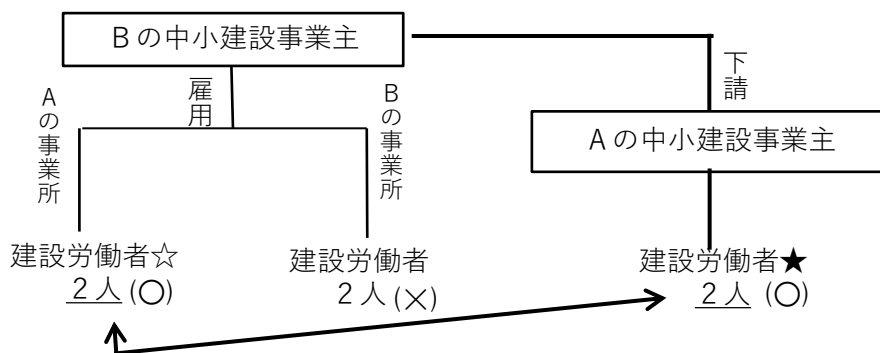 Bの中小建設事業主
下請
雇用
Aの事業所
Bの事業所
Aの中小建設事業主
建設労働者☆
2人(○)
建設労働者
2人(×)
建設労働者★
2人(○)